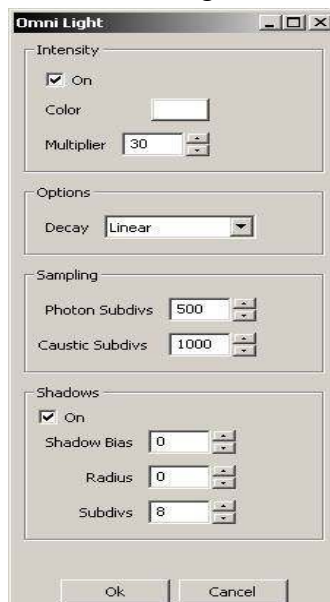 Omni Light
Intensity
On
Color
Multiplier 30
Options
Decay Linear
Sampling
Photon Subdivs 500
Caustic Subdivs 1000
Shadows
On
Shadow Bias 0
Radius 0
Subdivs 8
Ok Cancel